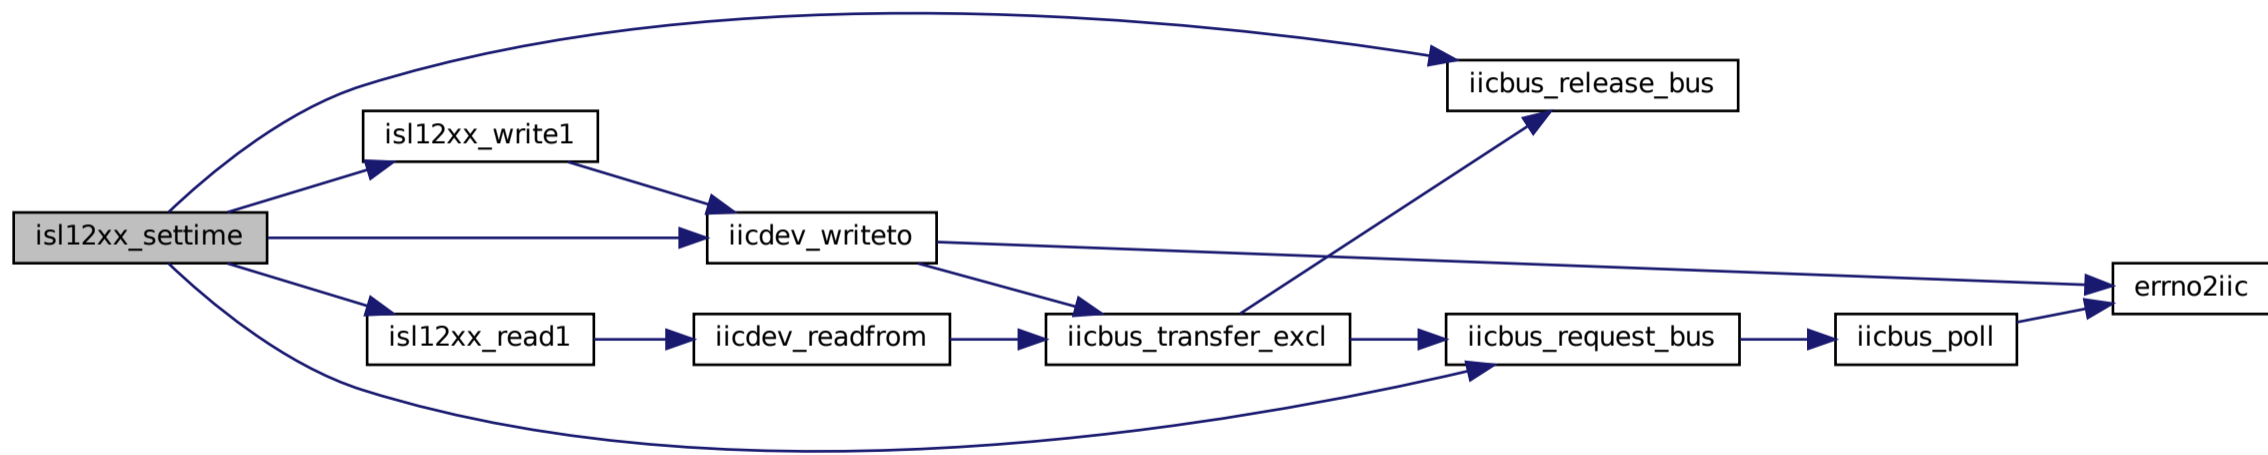 iicbus_release_bus
isl12xx_write1
isl12xx_settime
iicdev_writeto
errno2iic
isl12xx_read1
iicdev_readfrom
iicbus_transfer_excl
iicbus_request_bus
iicbus_poll